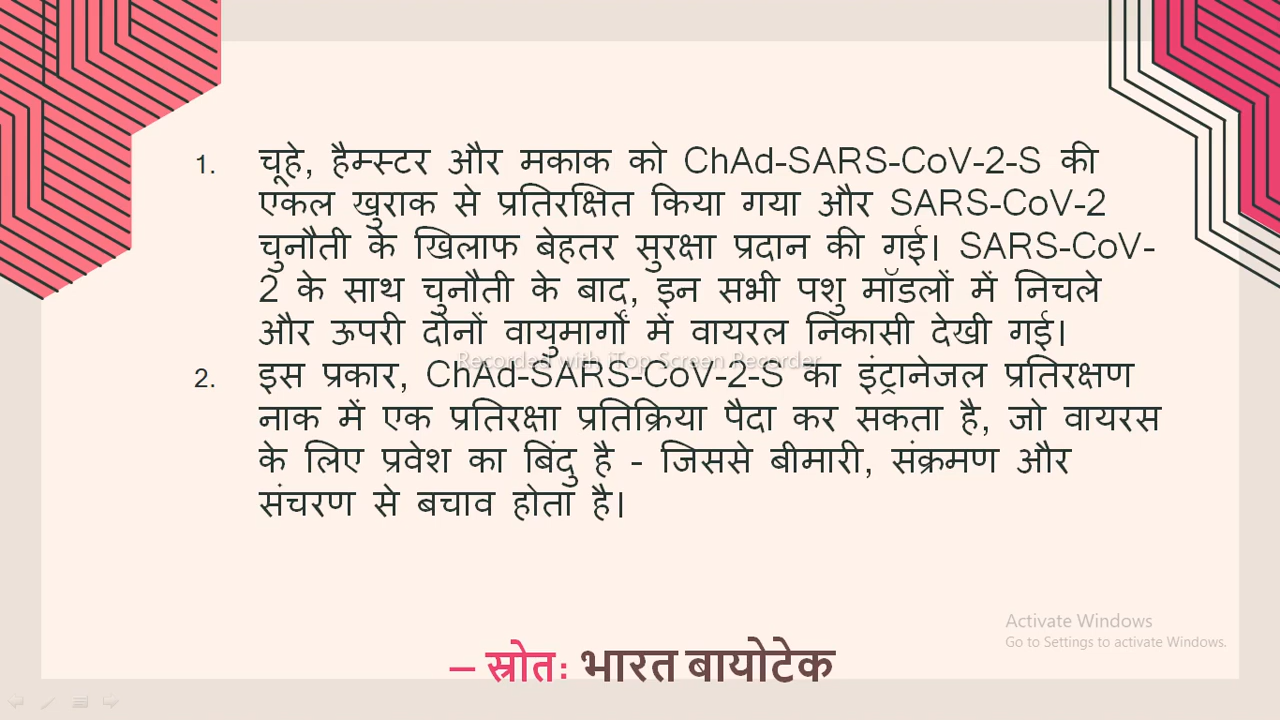 1. चूहे, हैम्स्टर और मकाक को ChAd-SARS-CoV-2-S की
एकल खुराक से प्रतिरक्षित किया गया और SARS-CoV-2
चुनौती के खिलाफ बेहतर सुरक्षा प्रदान की गई। SARS-CoV-
2 के साथ चुनौती के बाद, इन सभी पशु मॉडलों में निचले
और ऊपरी दोनों वायुमार्गों में वायरल निकासी देखी गई।
Recorded with iTop Screen Recorder
2. इस प्रकार, ChAd-SARS-CoV-2-S का इंट्रानेजल प्रतिरक्षण
नाक में एक प्रतिरक्षा प्रतिक्रिया पैदा कर सकता है, जो वायरस
के लिए प्रवेश का बिंदु है - जिससे बीमारी, संक्रमण और
संचरण से बचाव होता है।
Activate Windows
Go to Settings to activate Windows.
– स्रोत: भारत बायोटेक